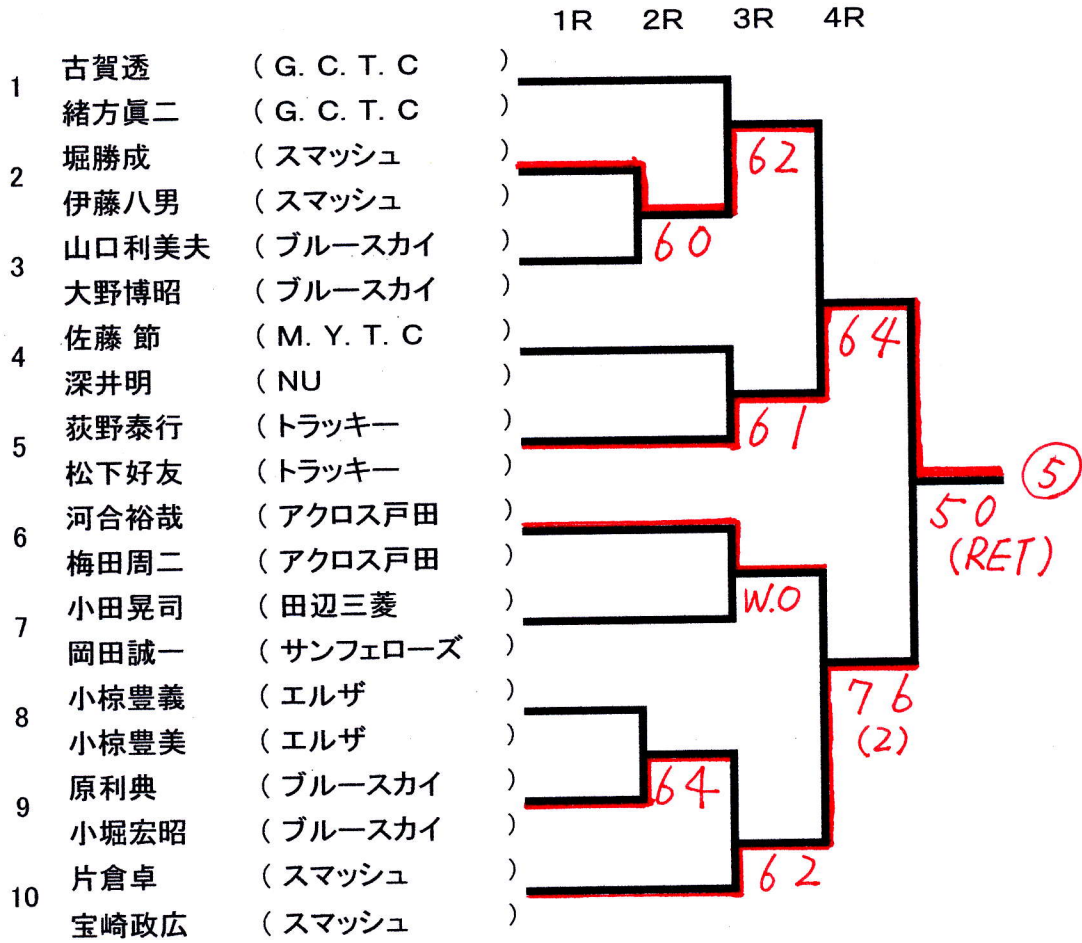 1R 2R 3R 4R
1 古賀透 ( G. C. T. C )
緒方眞二 ( G. C. T. C )
2 堀勝成 ( スマッシュ )
伊藤八男 ( スマッシュ )
3 山口利美夫 ( ブルースカイ )
大野博昭 ( ブルースカイ )
4 佐藤 節 ( M. Y. T. C )
深井明 ( NU )
5 荻野泰行 ( トラッキー )
松下好友 ( トラッキー )
6 河合裕哉 ( アクロス戸田 )
梅田周二 ( アクロス戸田 )
7 小田晃司 ( 田辺三菱 )
岡田誠一 ( サンフェローズ )
8 小椋豊義 ( エルザ )
小椋豊美 ( エルザ )
9 原利典 ( ブルースカイ )
小堀宏昭 ( ブルースカイ )
10 片倉卓 ( スマッシュ )
宝崎政広 ( スマッシュ )
62
60
64
61
⑤
50
(RET)
W.O
76
(2)
64
62